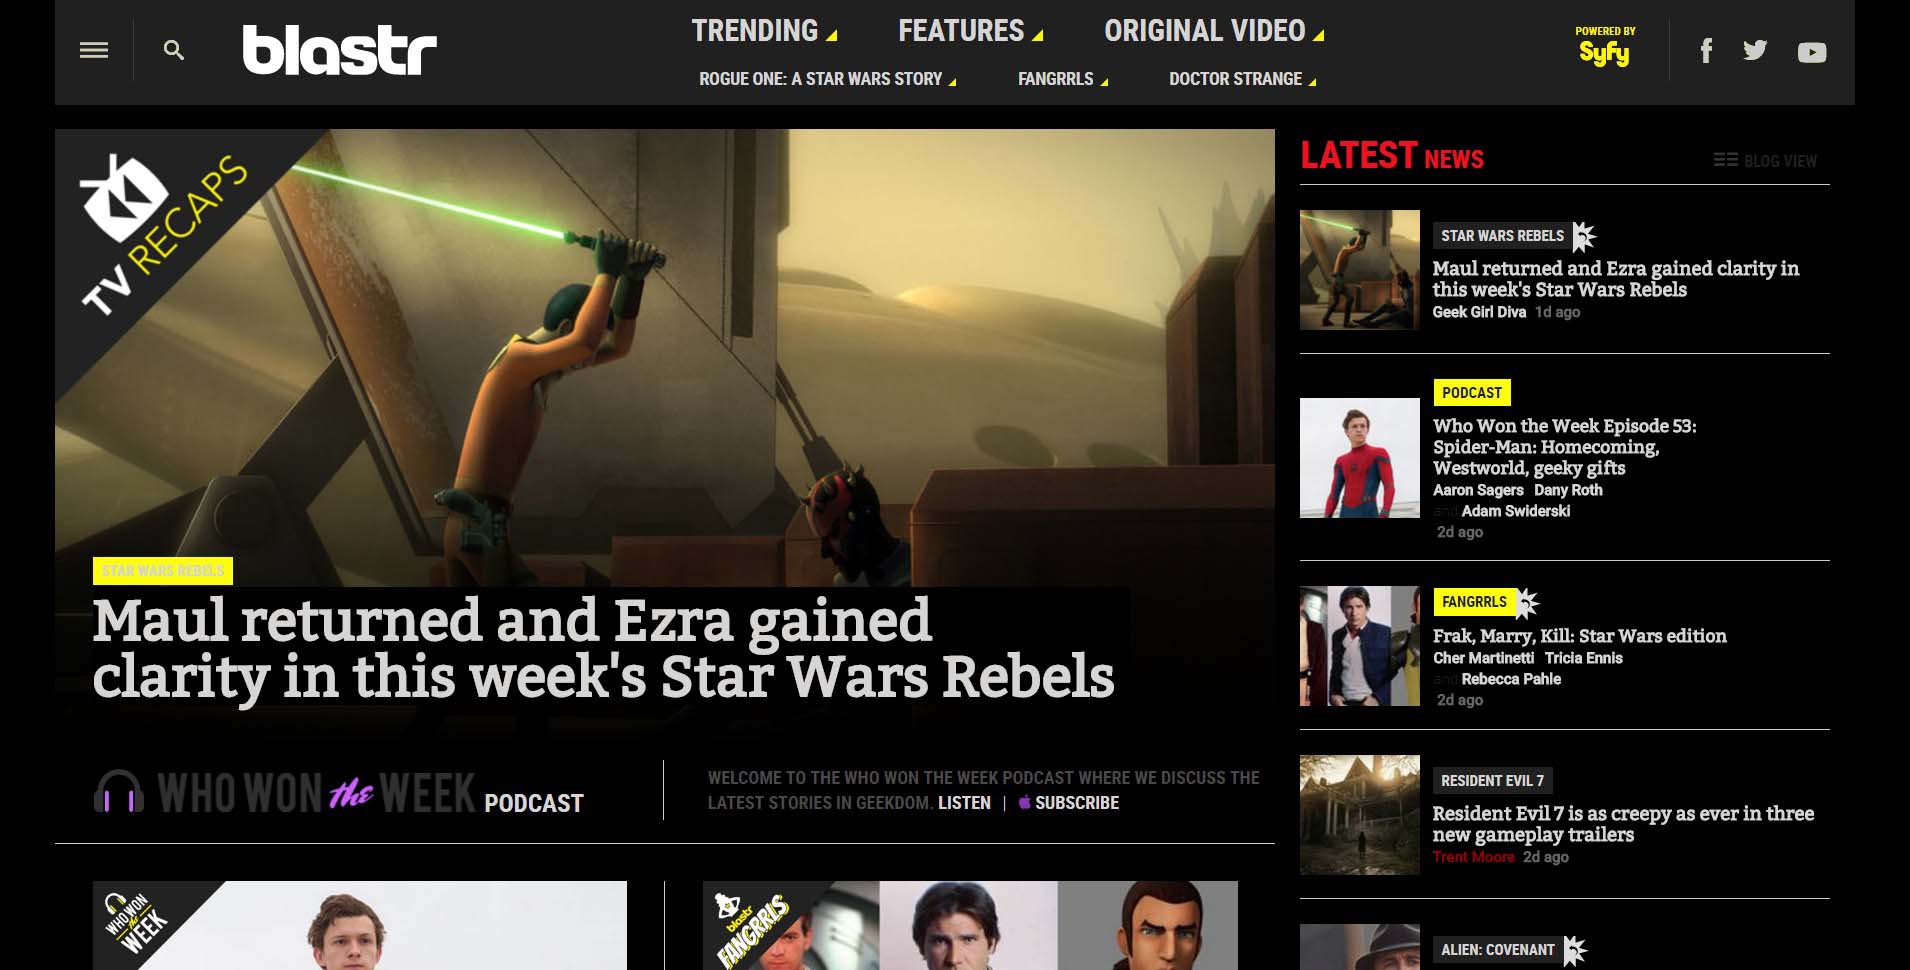 blastr
TRENDING
FEATURES
ORIGINAL VIDEO
ROGUE ONE: A STAR WARS STORY
FANGRRLS
DOCTOR STRANGE
POWERED BY
Syfy
TV RECAPS
STAR WARS REBELS
Maul returned and Ezra gained
clarity in this week's Star Wars Rebels
WHO WON the WEEK PODCAST
WELCOME TO THE WHO WON THE WEEK PODCAST WHERE WE DISCUSS THE
LATEST STORIES IN GEEKDOM. LISTEN | SUBSCRIBE
WHO WON
the
WEEK
blastr
FANGRRLS
LATEST NEWS
BLOG VIEW
STAR WARS REBELS
Maul returned and Ezra gained clarity in
this week's Star Wars Rebels
Geek Girl Diva 1d ago
PODCAST
Who Won the Week Episode 53:
Spider-Man: Homecoming,
Westworld, geeky gifts
Aaron Sagers Dany Roth
and Adam Swiderski
2d ago
FANGRRLS
Frak, Marry, Kill: Star Wars edition
Cher Martinetti Tricia Ennis
and Rebecca Pahle
2d ago
RESIDENT EVIL 7
Resident Evil 7 is as creepy as ever in three
new gameplay trailers
Trent Moore 2d ago
ALIEN: COVENANT